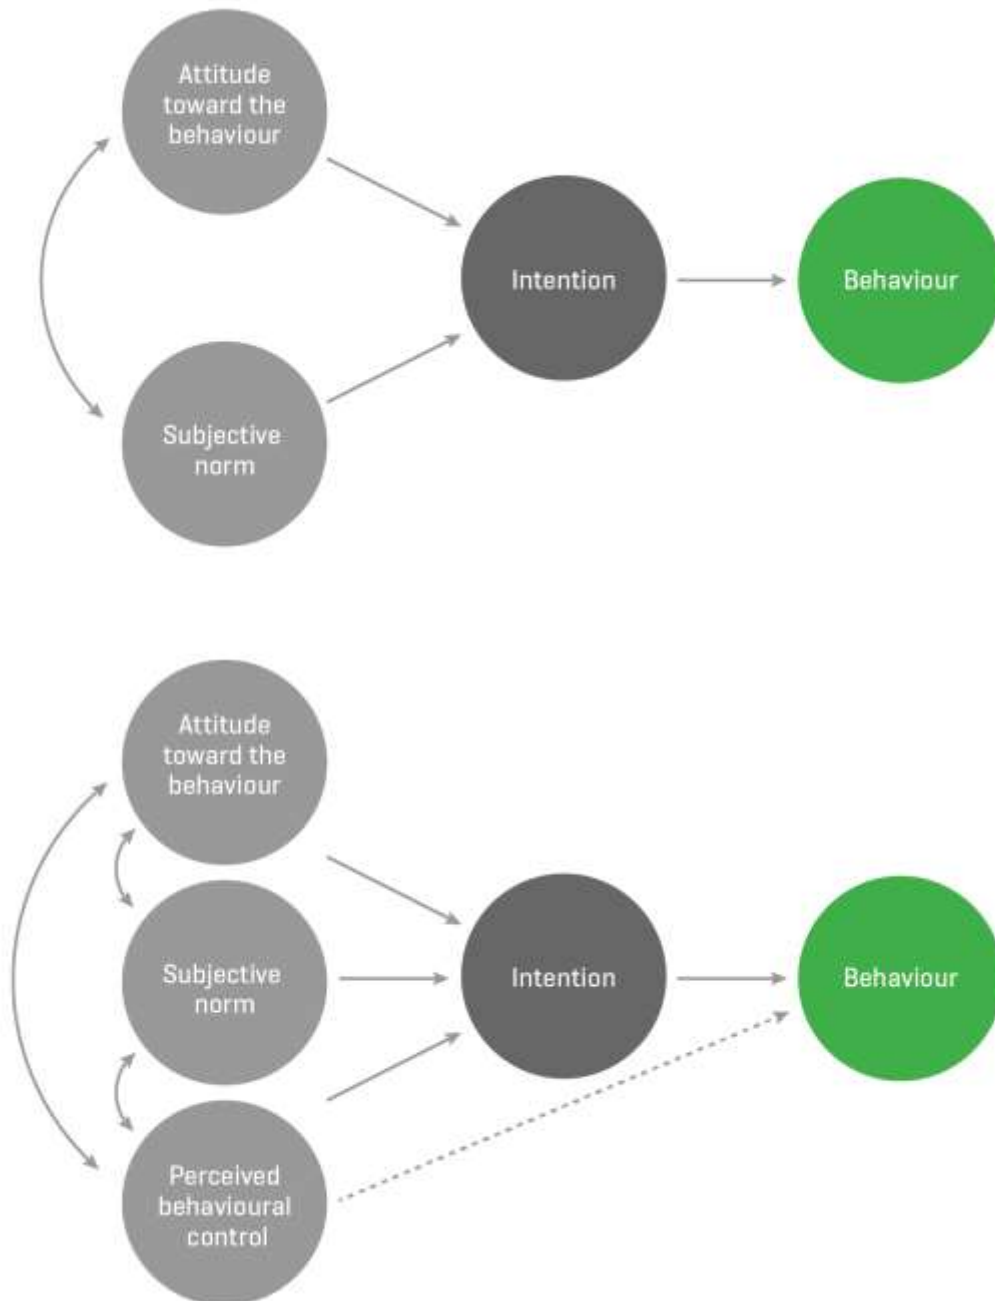 Attitude
toward the
behaviour
Intention
Behaviour
Subjective
norm
Attitude
toward the
behaviour
Subjective
norm
Intention
Behaviour
Perceived
behavioural
control